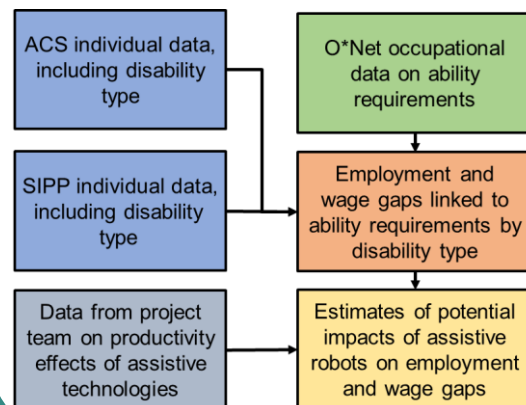 ACS individual data,
including disability
type
O*Net occupational
data on ability
requirements
SIPP individual data,
including disability
type
Employment and
wage gaps linked to
ability requirements by
disability type
Data from project
team on productivity
effects of assistive
technologies
Estimates of potential
impacts of assistive
robots on employment
and wage gaps